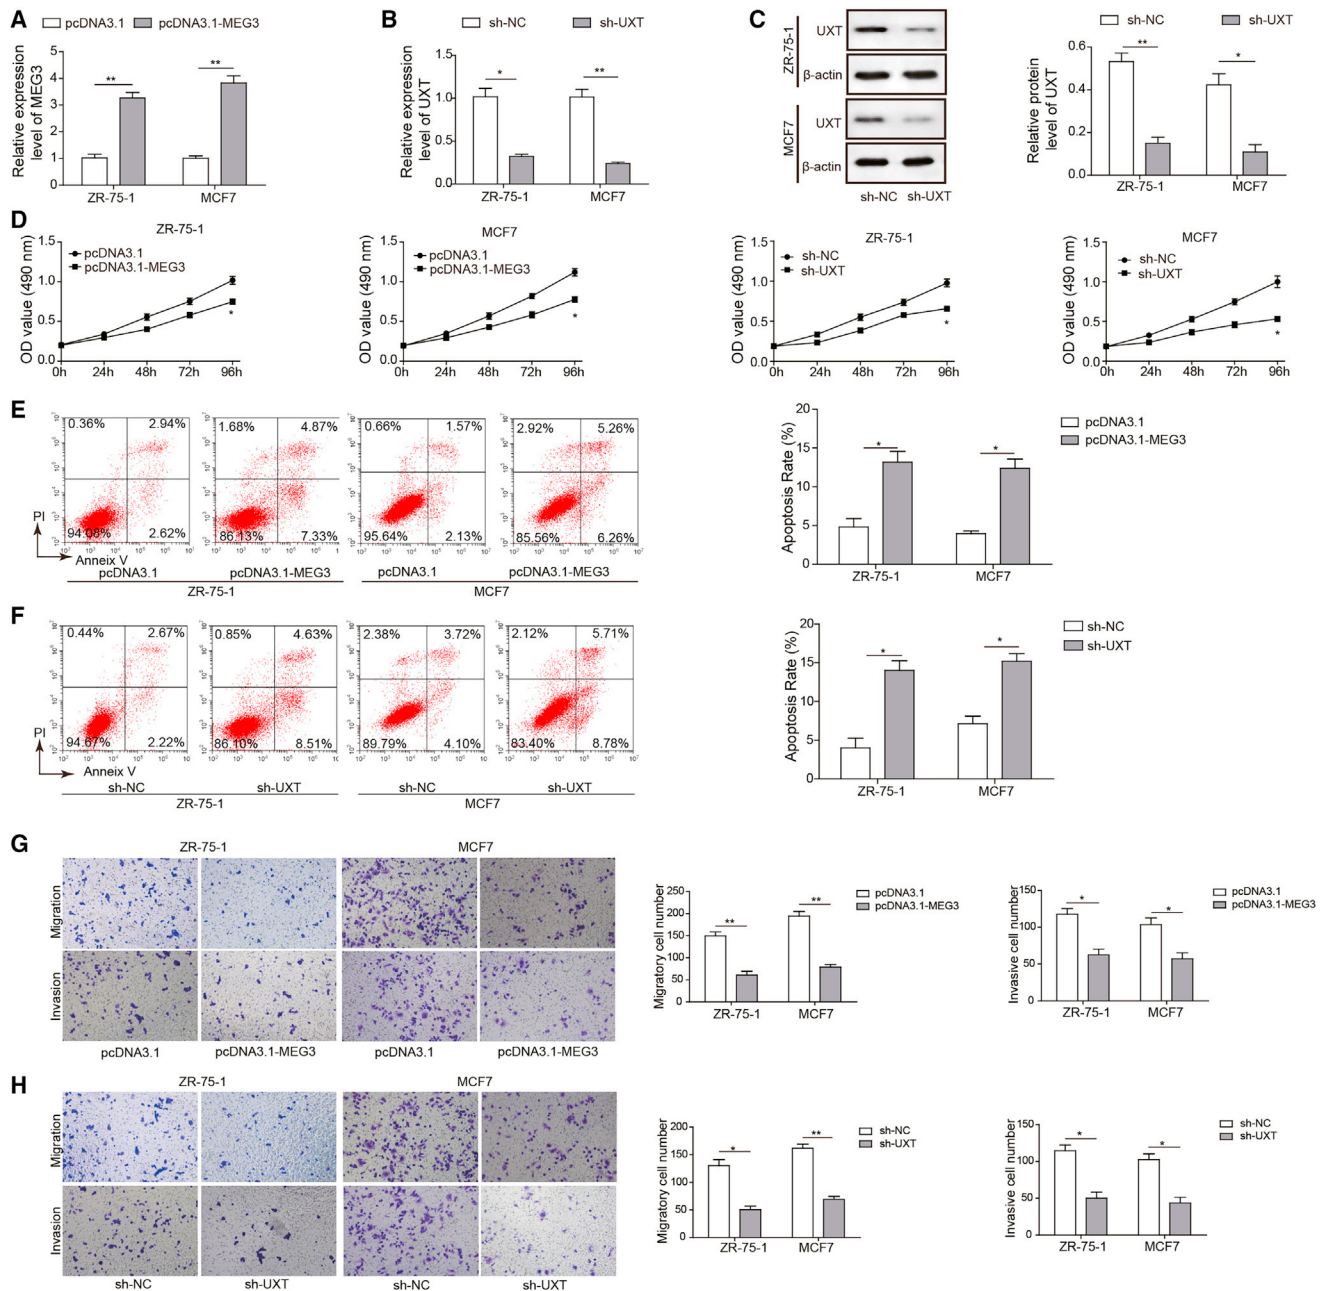 A
pcDNA3.1 pcDNA3.1-MEG3
Relative expression
level of MEG3
5
4
3
2
1
0
** **
ZR-75-1 MCF7
B
sh-NC sh-UXT
Relative expression
level of UXT
1.5
1.0
0.5
0.0
* **
ZR-75-1 MCF7
C
ZR-75-1
UXT
β-actin
MCF7
UXT
β-actin
sh-NC sh-UXT
sh-NC sh-UXT
Relative protein
level of UXT
0.6
0.4
0.2
0.0
** *
ZR-75-1 MCF7
D
ZR-75-1
OD value (490 nm)
1.5
1.0
0.5
0.0
pcDNA3.1
pcDNA3.1-MEG3
*
0h 24h 48h 72h 96h
MCF7
OD value (490 nm)
1.5
1.0
0.5
0.0
pcDNA3.1
pcDNA3.1-MEG3
*
0h 24h 48h 72h 96h
ZR-75-1
OD value (490 nm)
1.5
1.0
0.5
0.0
sh-NC
sh-UXT
*
0h 24h 48h 72h 96h
MCF7
OD value (490 nm)
1.5
1.0
0.5
0.0
sh-NC
sh-UXT
*
0h 24h 48h 72h 96h
E
0.36% 2.94% 1.68% 4.87% 0.66% 1.57% 2.92% 5.26%
94.08% 2.62% 86.13% 7.33% 95.64% 2.13% 85.56% 6.26%
PI
Anneix V
pcDNA3.1 pcDNA3.1-MEG3 pcDNA3.1 pcDNA3.1-MEG3
ZR-75-1 MCF7
Apoptosis Rate (%)
20
15
10
5
0
* *
pcDNA3.1
pcDNA3.1-MEG3
ZR-75-1 MCF7
F
0.44% 2.67% 0.85% 4.63% 2.38% 3.72% 2.12% 5.71%
94.67% 2.22% 86.10% 8.51% 89.79% 4.10% 83.40% 8.78%
PI
Anneix V
sh-NC sh-UXT sh-NC sh-UXT
ZR-75-1 MCF7
Apoptosis Rate (%)
20
15
10
5
0
* *
sh-NC
sh-UXT
ZR-75-1 MCF7
G
ZR-75-1 MCF7
Migration
Invasion
pcDNA3.1 pcDNA3.1-MEG3 pcDNA3.1 pcDNA3.1-MEG3
Migratory cell number
250
200
150
100
50
0
** **
pcDNA3.1
pcDNA3.1-MEG3
ZR-75-1 MCF7
Invasive cell number
150
100
50
0
* *
pcDNA3.1
pcDNA3.1-MEG3
ZR-75-1 MCF7
H
ZR-75-1 MCF7
Migration
Invasion
sh-NC sh-UXT sh-NC sh-UXT
Migratory cell number
200
150
100
50
0
* **
sh-NC
sh-UXT
ZR-75-1 MCF7
Invasive cell number
150
100
50
0
* *
sh-NC
sh-UXT
ZR-75-1 MCF7